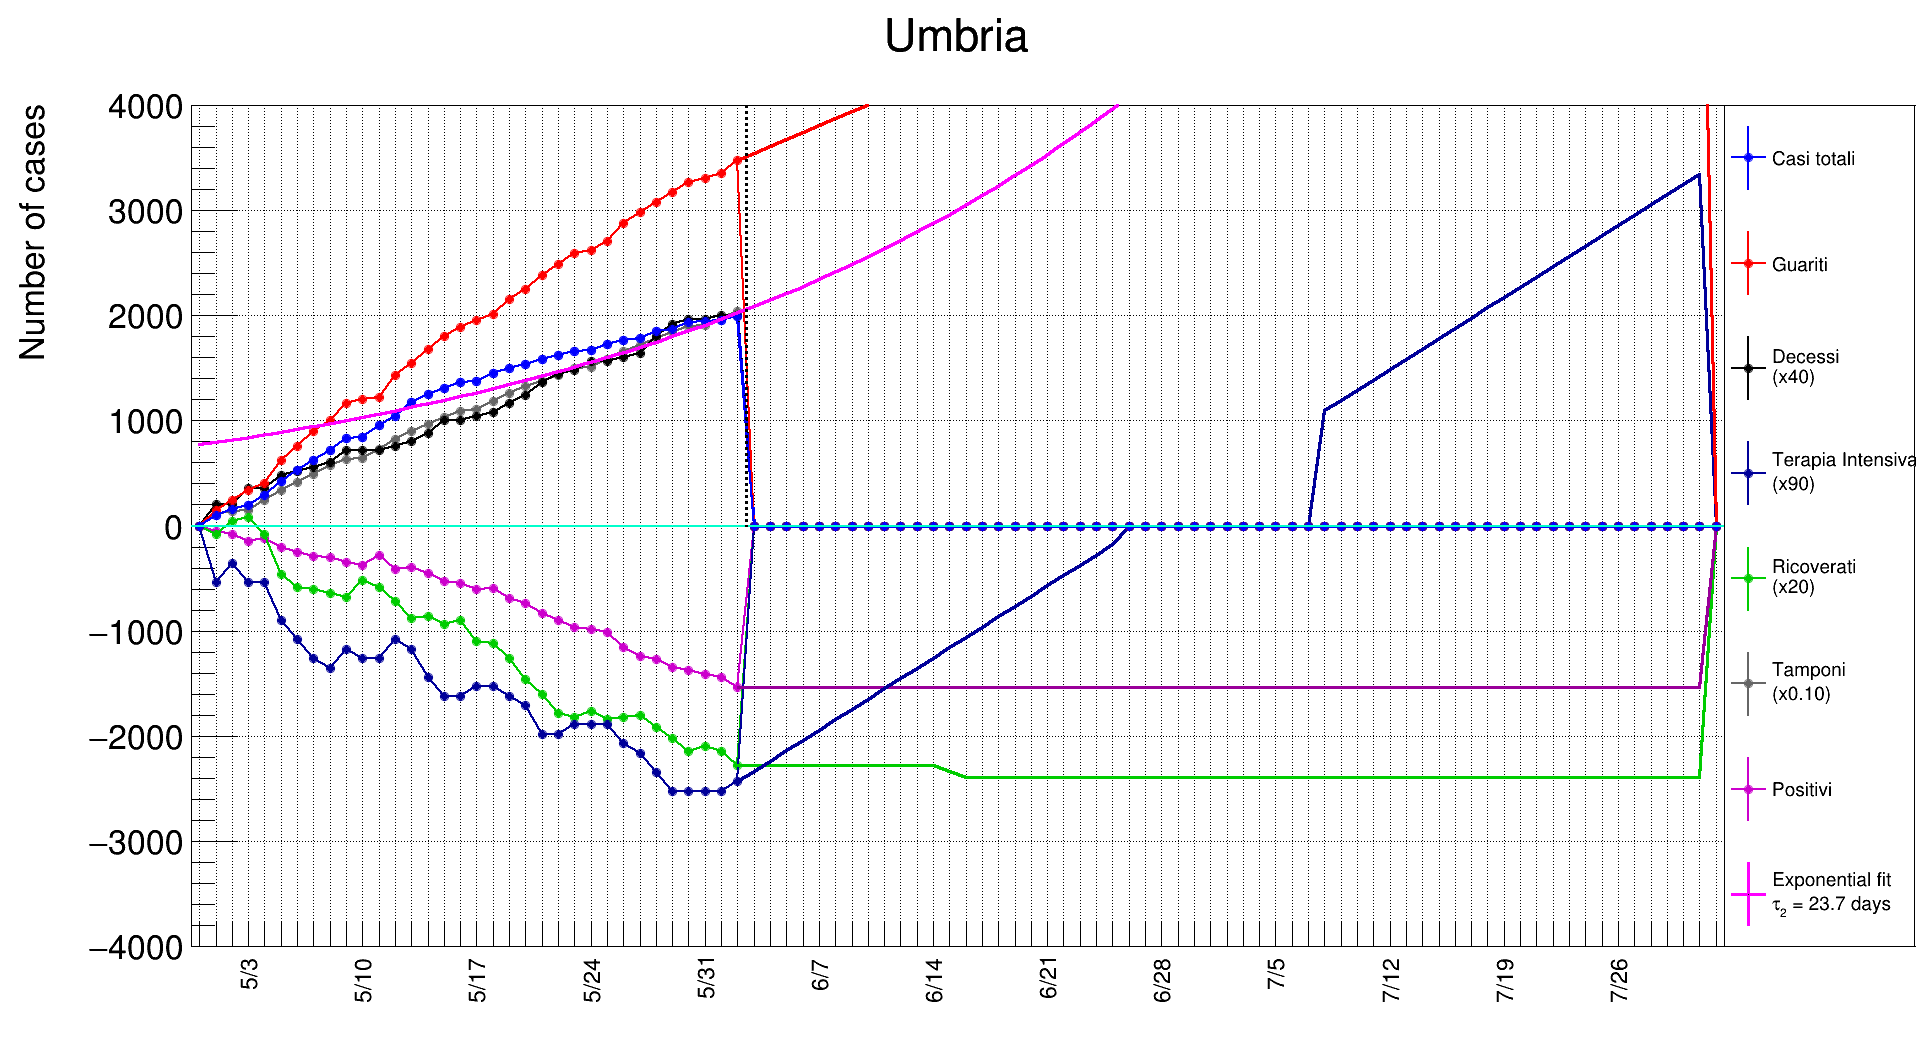 Umbria
Number of cases
4000
3000
2000
1000
0
−1000
−2000
−3000
−4000
5/3
5/10
5/17
5/24
5/31
6/7
6/14
6/21
6/28
7/5
7/12
7/19
7/26
Casi totali
Guariti
Decessi
(x40)
Terapia Intensiva
(x90)
Ricoverati
(x20)
Tamponi
(x0.10)
Positivi
Exponential fit
τ2 = 23.7 days